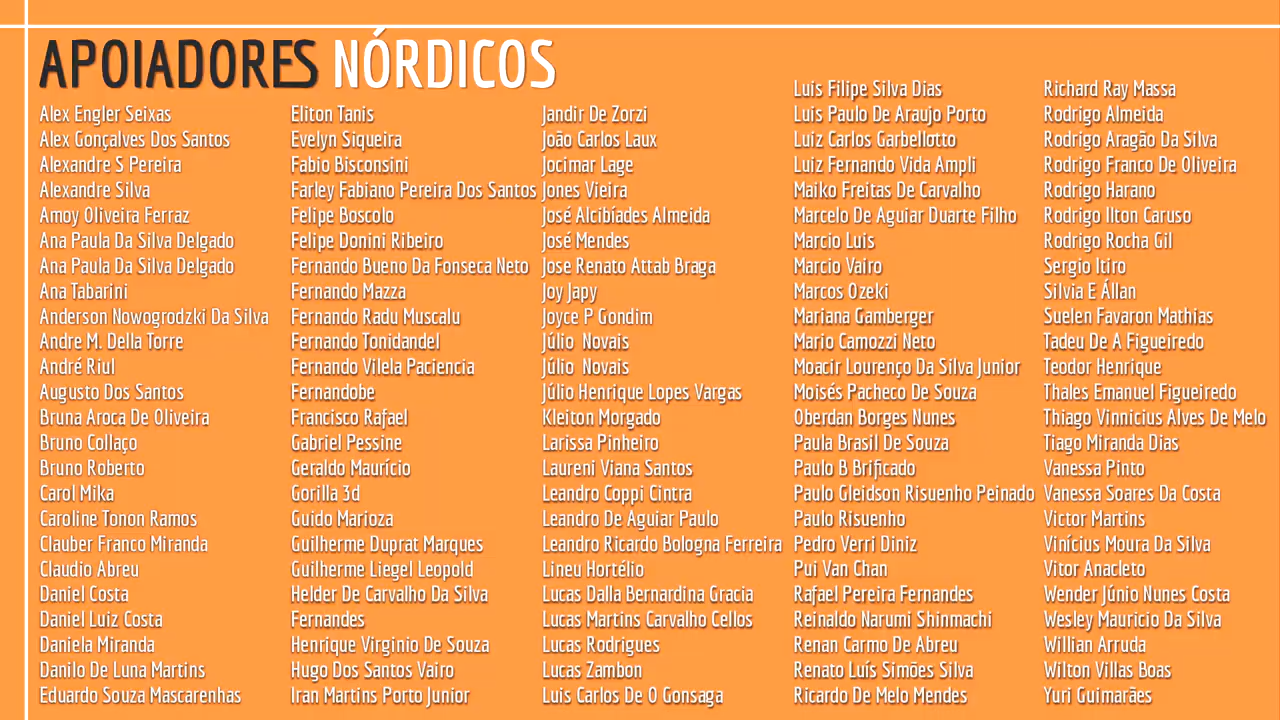 APOIADORES NÓRDICOS
Alex Engler Seixas
Alex Gonçalves Dos Santos
Alexandre S Pereira
Alexandre Silva
Amoy Oliveira Ferraz
Ana Paula Da Silva Delgado
Ana Paula Da Silva Delgado
Ana Tabarini
Anderson Nowogrodzki Da Silva
Andre M. Della Torre
André Riul
Augusto Dos Santos
Bruna Aroca De Oliveira
Bruno Collaço
Bruno Roberto
Carol Mika
Caroline Tonon Ramos
Clauber Franco Miranda
Claudio Abreu
Daniel Costa
Daniel Luiz Costa
Daniela Miranda
Danilo De Luna Martins
Eduardo Souza Mascarenhas
Eliton Tanis
Evelyn Siqueira
Fabio Bisconsini
Farley Fabiano Pereira Dos Santos
Felipe Boscolo
Felipe Donini Ribeiro
Fernando Bueno Da Fonseca Neto
Fernando Mazza
Fernando Radu Muscalu
Fernando Tonidandel
Fernando Vilela Paciencia
Fernandobe
Francisco Rafael
Gabriel Pessine
Geraldo Maurício
Gorilla 3d
Guido Marioza
Guilherme Duprat Marques
Guilherme Liegel Leopold
Helder De Carvalho Da Silva
Fernandes
Henrique Virginio De Souza
Hugo Dos Santos Vairo
Iran Martins Porto Junior
Jandir De Zorzi
João Carlos Laux
Jocimar Lage
Jones Vieira
José Alcibíades Almeida
José Mendes
Jose Renato Attab Braga
Joy Japy
Joyce P Gondim
Júlio  Novais
Júlio  Novais
Júlio Henrique Lopes Vargas
Kleiton Morgado
Larissa Pinheiro
Laureni Viana Santos
Leandro Coppi Cintra
Leandro De Aguiar Paulo
Leandro Ricardo Bologna Ferreira
Lineu Hortélio
Lucas Dalla Bernardina Gracia
Lucas Martins Carvalho Cellos
Lucas Rodrigues
Lucas Zambon
Luis Carlos De O Gonsaga
Luís Filipe Silva Dias
Luis Paulo De Araujo Porto
Luiz Carlos Garbellotto
Luiz Fernando Vida Ampli
Maiko Freitas De Carvalho
Marcelo De Aguiar Duarte Filho
Marcio Luis
Marcio Vairo
Marcos Ozeki
Mariana Gamberger
Mario Camozzi Neto
Moacir Lourenço Da Silva Junior
Moisés Pacheco De Souza
Oberdan Borges Nunes
Paula Brasil De Souza
Paulo B Brificado
Paulo Gleidson Risuenho Peinado
Paulo Risuenho
Pedro Verri Diniz
Pui Van Chan
Rafael Pereira Fernandes
Reinaldo Narumi Shinmachi
Renan Carmo De Abreu
Renato Luís Simões Silva
Ricardo De Melo Mendes
Richard Ray Massa
Rodrigo Almeida
Rodrigo Aragão Da Silva
Rodrigo Franco De Oliveira
Rodrigo Harano
Rodrigo Ilton Caruso
Rodrigo Rocha Gil
Sergio Itiro
Silvia E Állan
Suelen Favaron Mathias
Tadeu De A Figueiredo
Teodor Henrique
Thales Emanuel Figueiredo
Thiago Vinnicius Alves De Melo
Tiago Miranda Dias
Vanessa Pinto
Vanessa Soares Da Costa
Victor Martins
Vinícius Moura Da Silva
Vitor Anacleto
Wender Júnio Nunes Costa
Wesley Mauricio Da Silva
Willian Arruda
Wilton Villas Boas
Yuri Guimarães